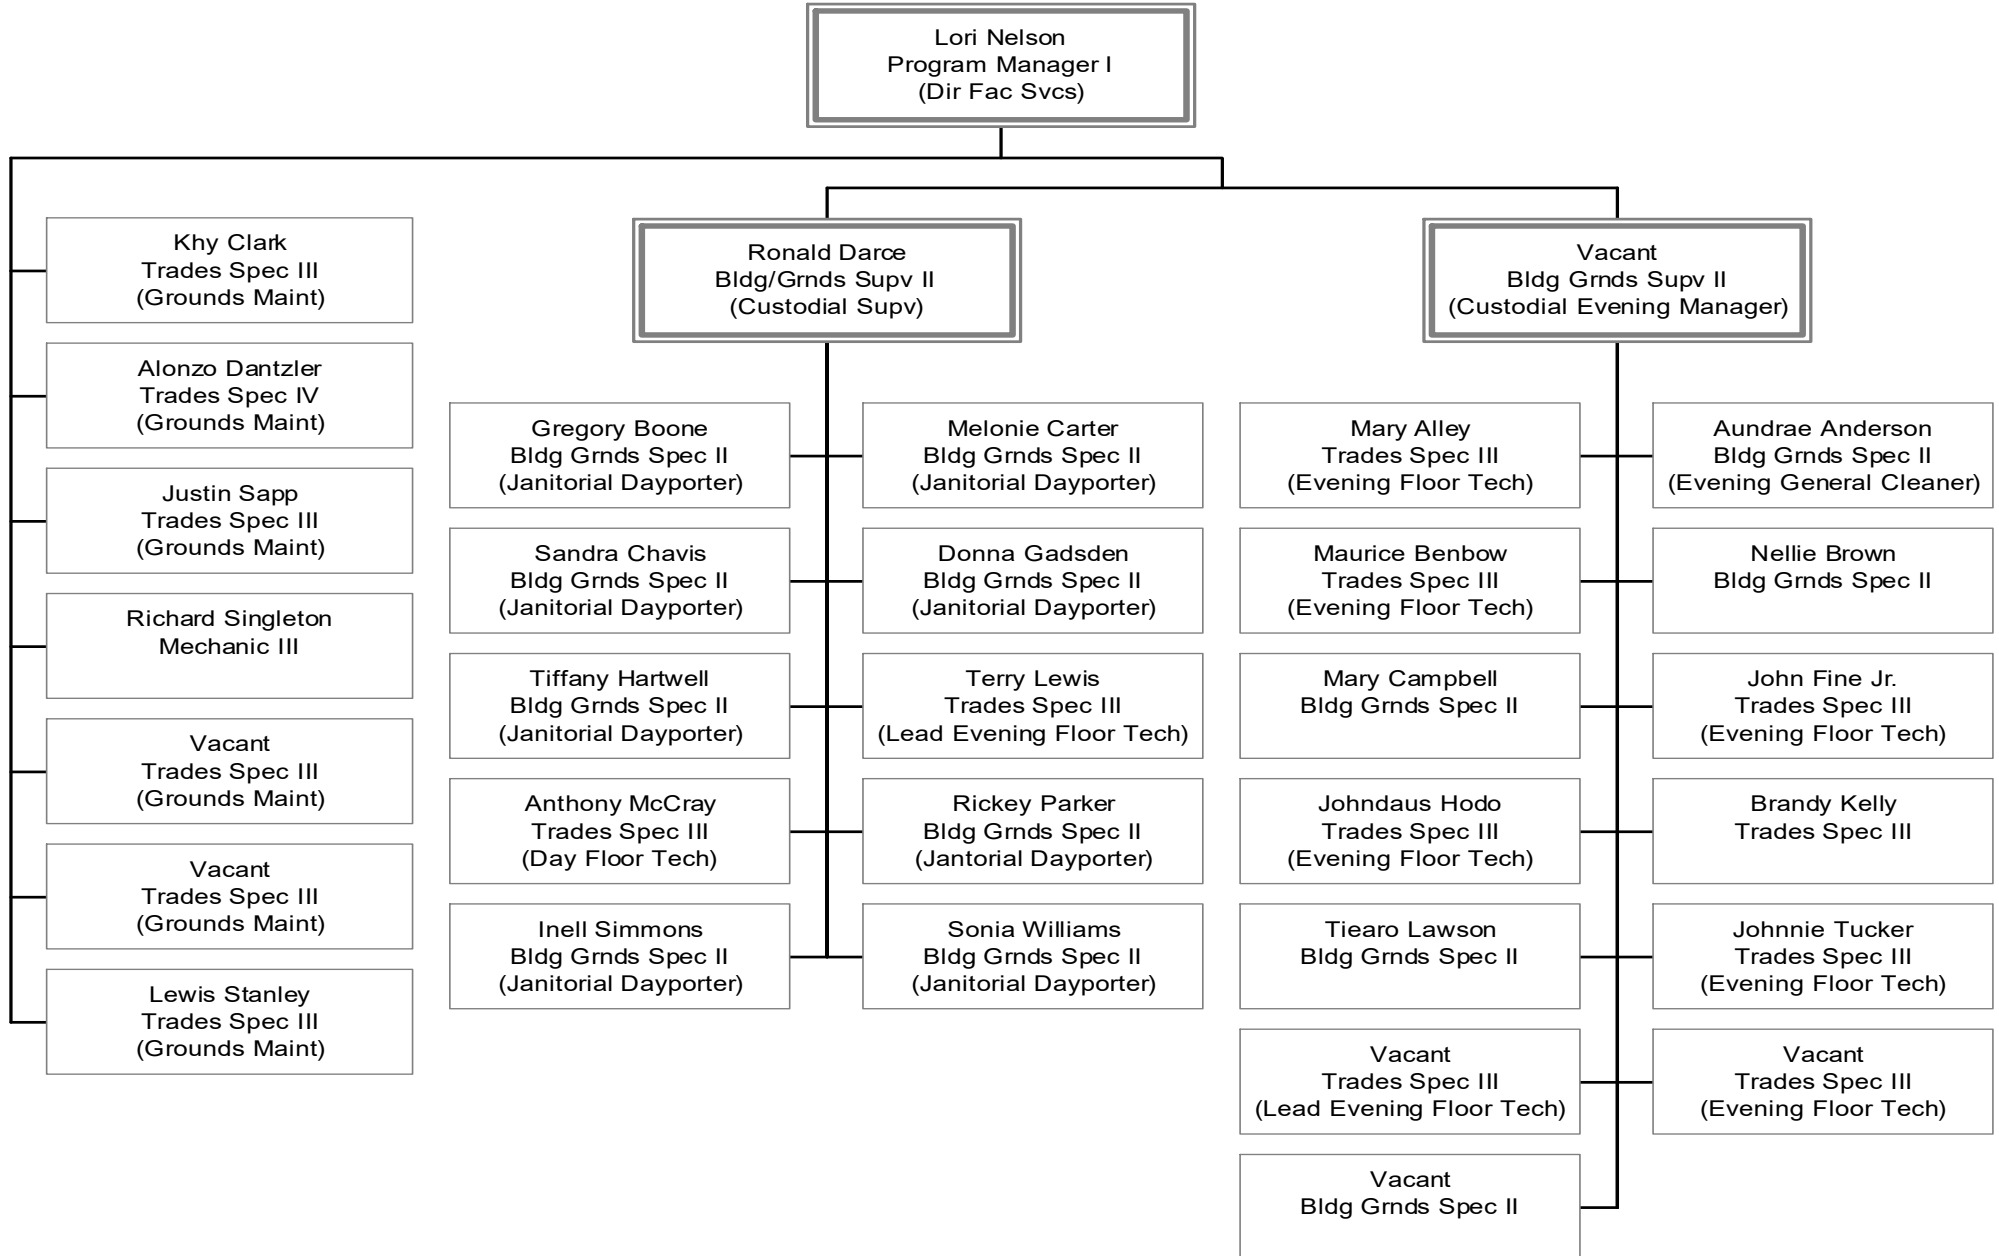 Lori Nelson
Program Manager I
(Dir Fac Svcs)
Khy Clark
Trades Spec III
(Grounds Maint)
Alonzo Dantzler
Trades Spec IV
(Grounds Maint)
Justin Sapp
Trades Spec III
(Grounds Maint)
Richard Singleton
Mechanic III
Vacant
Trades Spec III
(Grounds Maint)
Vacant
Trades Spec III
(Grounds Maint)
Lewis Stanley
Trades Spec III
(Grounds Maint)
Ronald Darce
Bldg/Grnds Supv II
(Custodial Supv)
Gregory Boone
Bldg Grnds Spec II
(Janitorial Dayporter)
Melonie Carter
Bldg Grnds Spec II
(Janitorial Dayporter)
Sandra Chavis
Bldg Grnds Spec II
(Janitorial Dayporter)
Donna Gadsden
Bldg Grnds Spec II
(Janitorial Dayporter)
Tiffany Hartwell
Bldg Grnds Spec II
(Janitorial Dayporter)
Terry Lewis
Trades Spec III
(Lead Evening Floor Tech)
Anthony McCray
Trades Spec III
(Day Floor Tech)
Rickey Parker
Bldg Grnds Spec II
(Jantorial Dayporter)
Inell Simmons
Bldg Grnds Spec II
(Janitorial Dayporter)
Sonia Williams
Bldg Grnds Spec II
(Janitorial Dayporter)
Vacant
Bldg Grnds Supv II
(Custodial Evening Manager)
Mary Alley
Trades Spec III
(Evening Floor Tech)
Aundrae Anderson
Bldg Grnds Spec II
(Evening General Cleaner)
Maurice Benbow
Trades Spec III
(Evening Floor Tech)
Nellie Brown
Bldg Grnds Spec II
Mary Campbell
Bldg Grnds Spec II
John Fine Jr.
Trades Spec III
(Evening Floor Tech)
Johndaus Hodo
Trades Spec III
(Evening Floor Tech)
Brandy Kelly
Trades Spec III
Tiearo Lawson
Bldg Grnds Spec II
Johnnie Tucker
Trades Spec III
(Evening Floor Tech)
Vacant
Trades Spec III
(Lead Evening Floor Tech)
Vacant
Trades Spec III
(Evening Floor Tech)
Vacant
Bldg Grnds Spec II